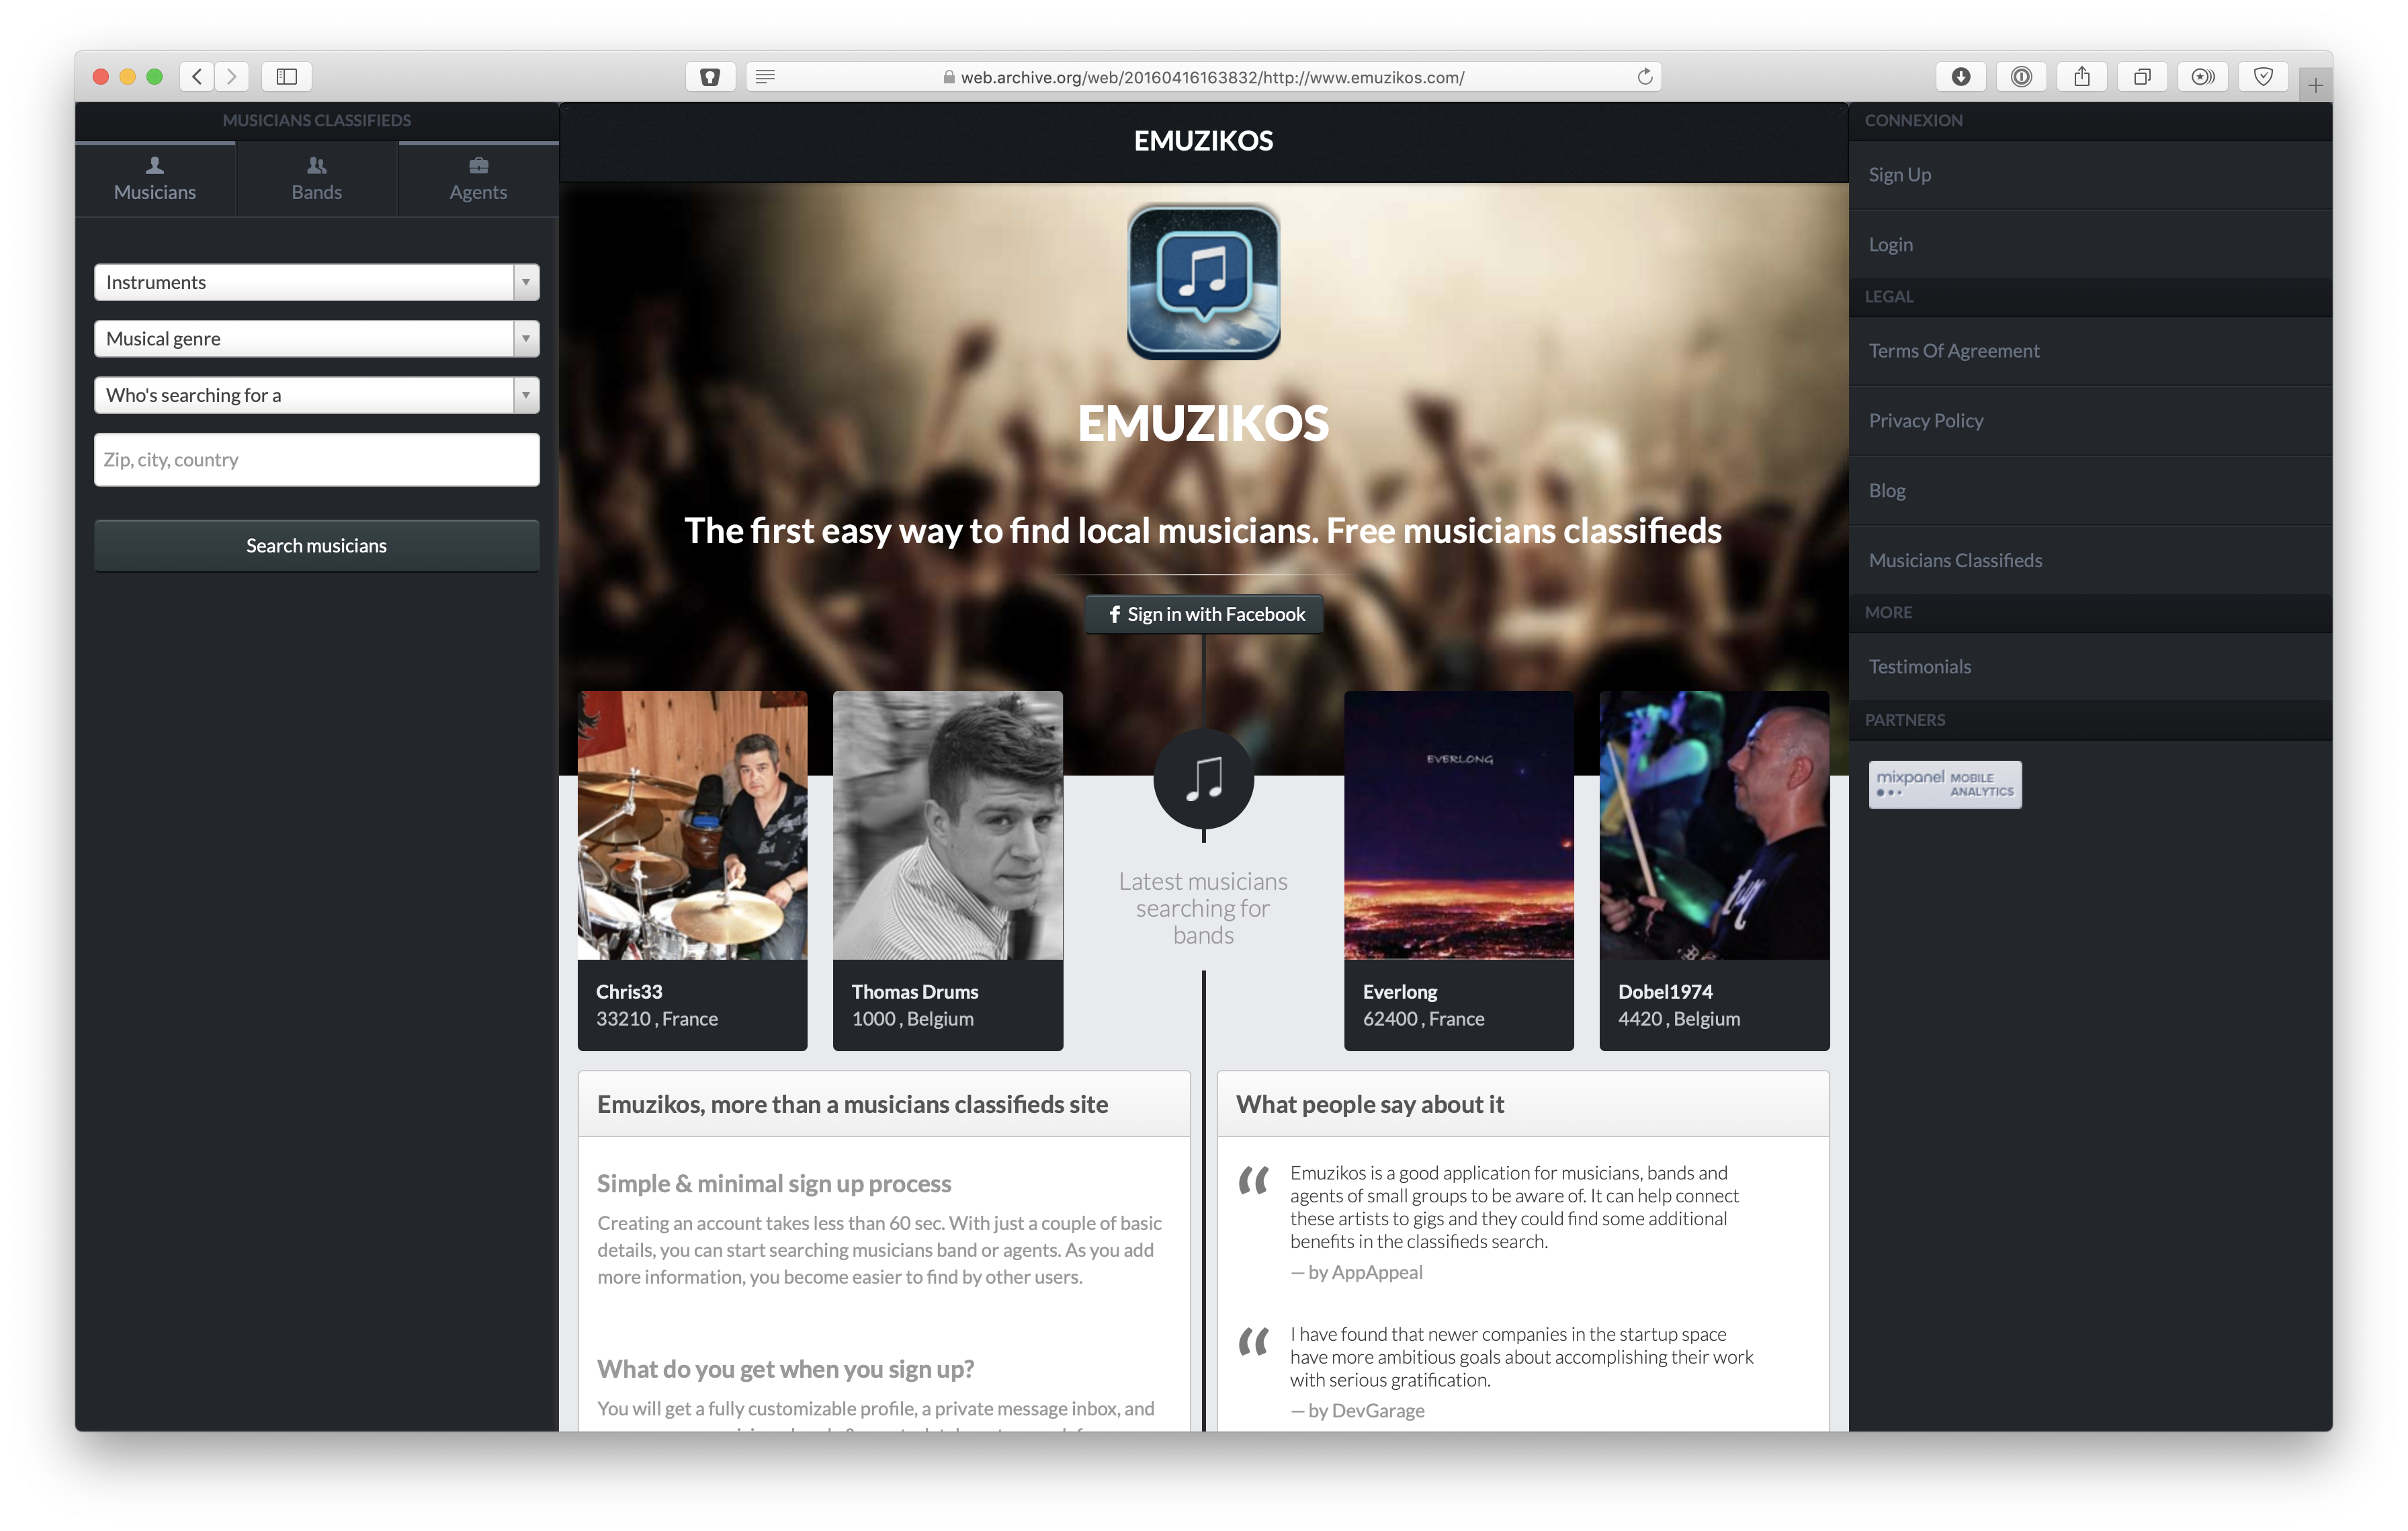 web.archive.org/web/20160416163832/http://www.emuzikos.com/
MUSICIANS CLASSIFIEDS
Musicians
Bands
Agents
Instruments
Musical genre
Who's searching for a
Zip, city, country
Search musicians
EMUZIKOS
EMUZIKOS
The first easy way to find local musicians. Free musicians classifieds
Sign in with Facebook
EVERLONG
Latest musicians
searching for
bands
Chris33
33210 , France
Thomas Drums
1000 , Belgium
Everlong
62400 , France
Dobel1974
4420 , Belgium
Emuzikos, more than a musicians classifieds site
Simple & minimal sign up process
Creating an account takes less than 60 sec. With just a couple of basic
details, you can start searching musicians band or agents. As you add
more information, you become easier to find by other users.
What do you get when you sign up?
You will get a fully customizable profile, a private message inbox, and
What people say about it
Emuzikos is a good application for musicians, bands and
agents of small groups to be aware of. It can help connect
these artists to gigs and they could find some additional
benefits in the classifieds search.
— by AppAppeal
I have found that newer companies in the startup space
have more ambitious goals about accomplishing their work
with serious gratification.
— by DevGarage
CONNEXION
Sign Up
Login
LEGAL
Terms Of Agreement
Privacy Policy
Blog
Musicians Classifieds
MORE
Testimonials
PARTNERS
mixpanel MOBILE
ANALYTICS